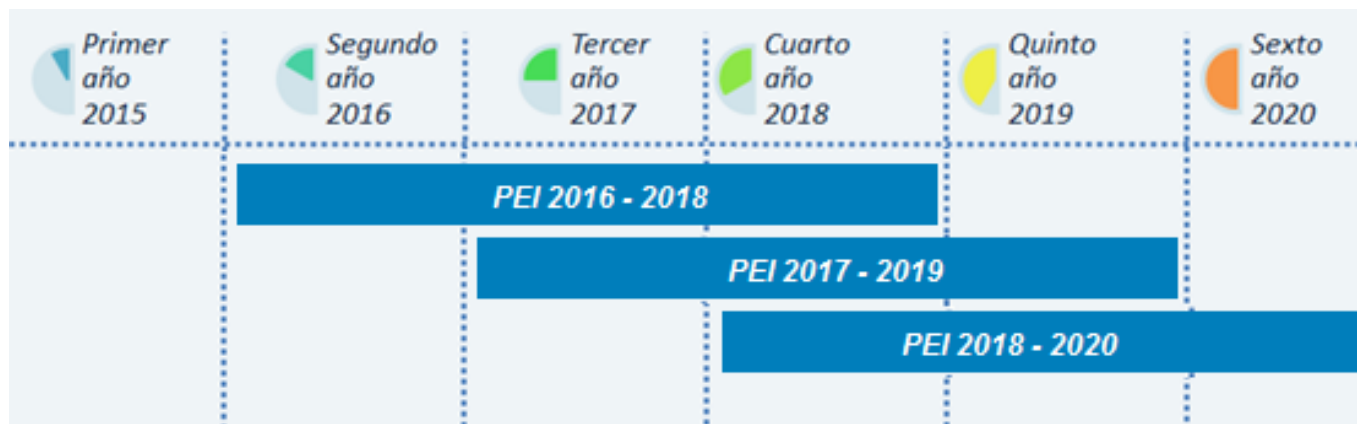 Primer
año
2015
Segundo
año
2016
Tercer
año
2017
Cuarto
año
2018
Quinto
año
2019
Sexto
año
2020
PEI 2016 - 2018
PEI 2017 - 2019
PEI 2018 - 2020